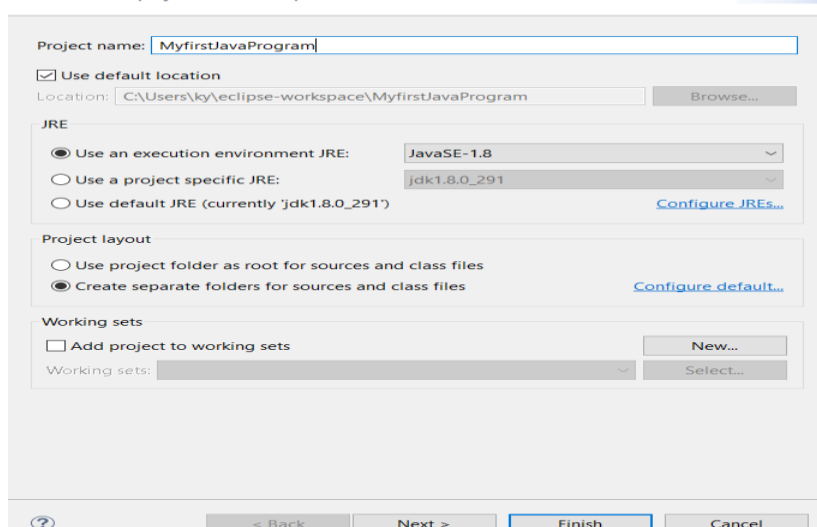 Project name: MyfirstJavaProgram
Use default location
Location: C:\Users\ky\eclipse-workspace\MyfirstJavaProgram Browse...
JRE
Use an execution environment JRE: JavaSE-1.8
Use a project specific JRE: jdk1.8.0_291
Use default JRE (currently 'jdk1.8.0_291') Configure JREs...
Project layout
Use project folder as root for sources and class files
Create separate folders for sources and class files Configure default...
Working sets
Add project to working sets New...
Working sets: Select...
? < Back Next > Finish Cancel